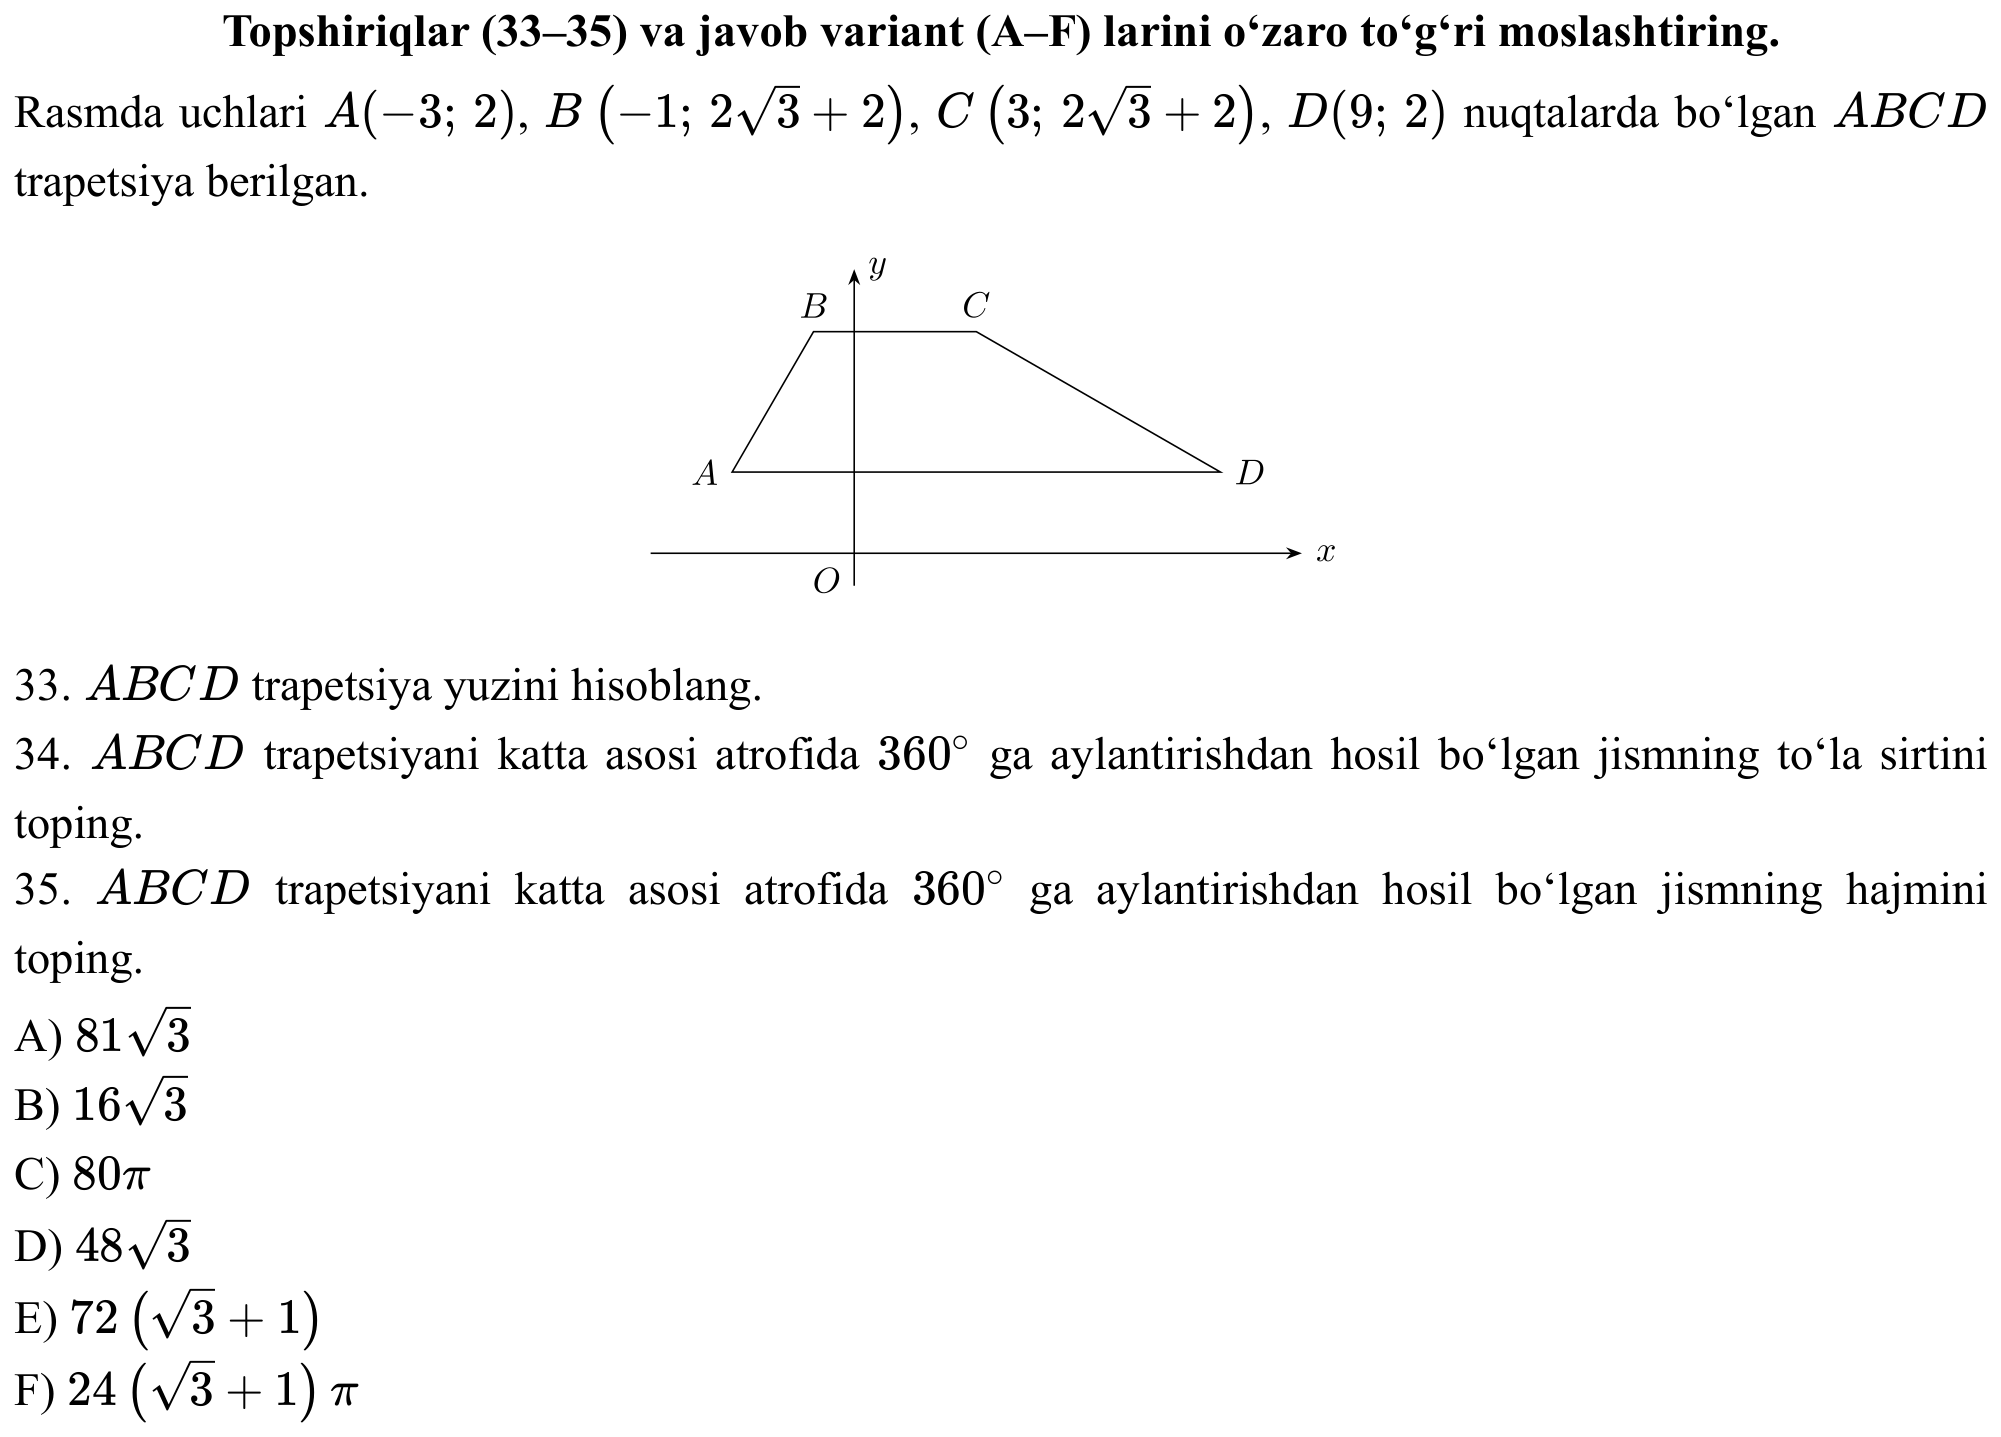 Topshiriqlar (33–35) va javob variant (A–F) larini o‘zaro to‘g‘ri moslashtiring.
Rasmda uchlari A(−3; 2), B (−1; 2√3 + 2), C (3; 2√3 + 2), D(9; 2) nuqtalarda bo‘lgan ABCD
trapetsiya berilgan.
y
B C
A D
x
O
33. ABCD trapetsiya yuzini hisoblang.
34. ABCD trapetsiyani katta asosi atrofida 360° ga aylantirishdan hosil bo‘lgan jismning to‘la sirtini
toping.
35. ABCD trapetsiyani katta asosi atrofida 360° ga aylantirishdan hosil bo‘lgan jismning hajmini
toping.
A) 81√3
B) 16√3
C) 80π
D) 48√3
E) 72 (√3 + 1)
F) 24 (√3 + 1) π